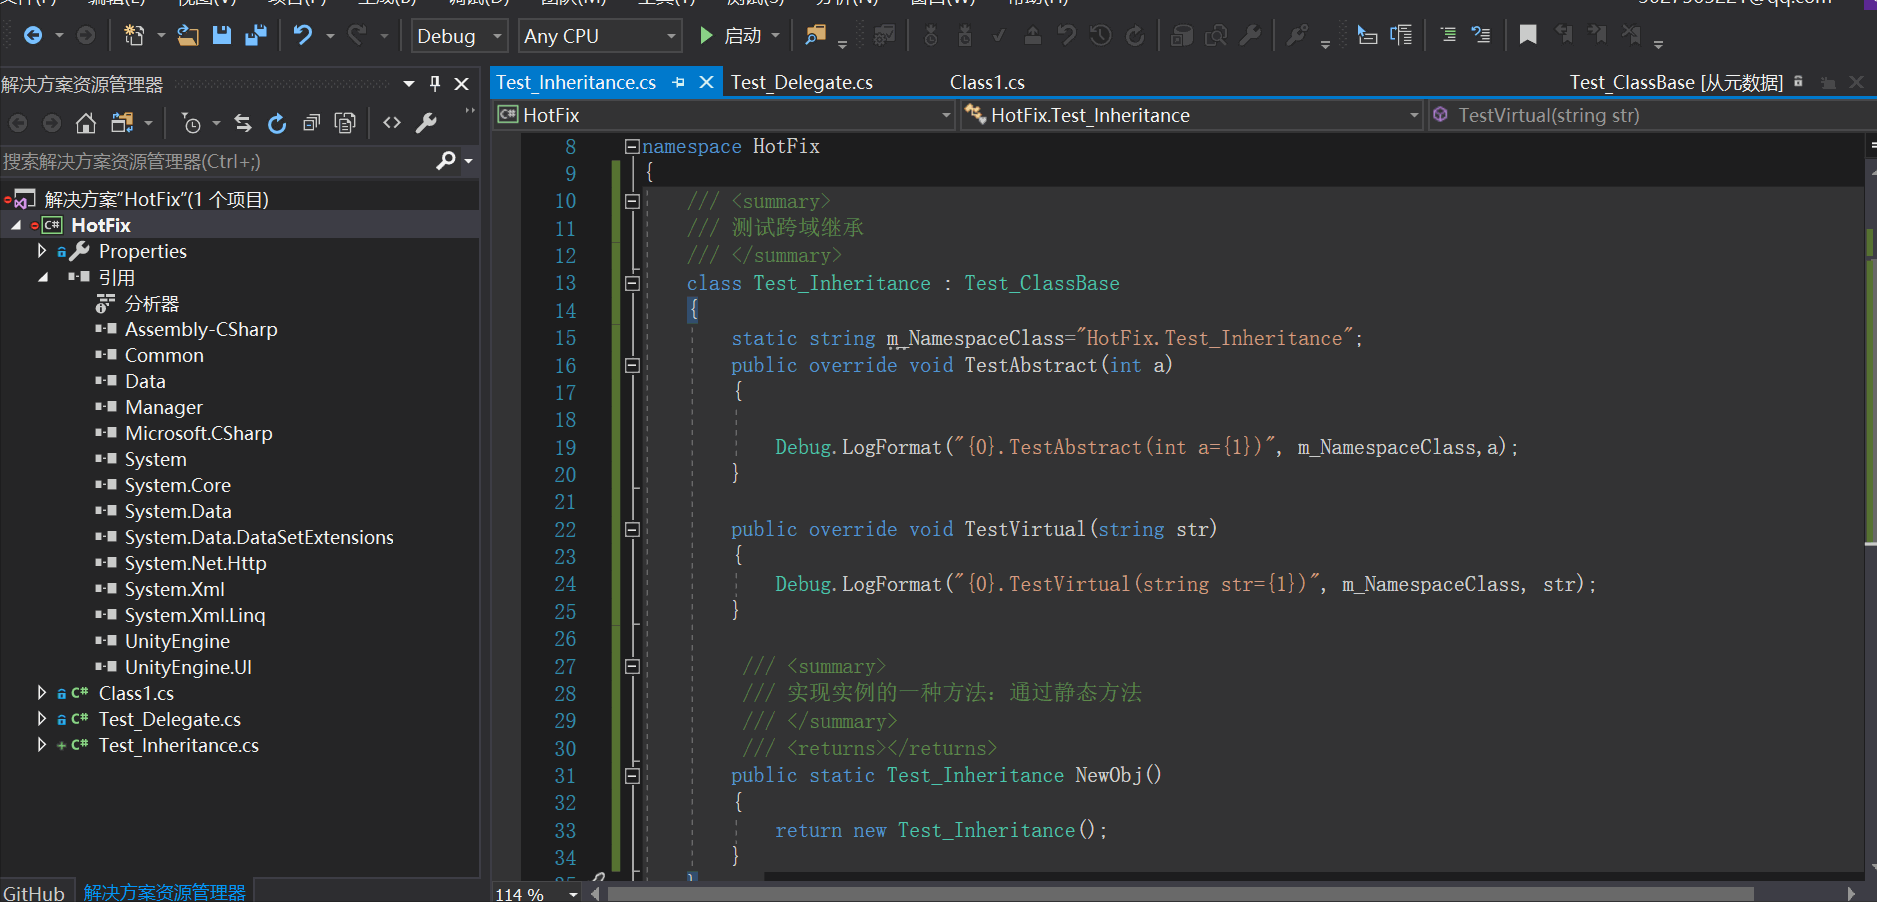 Debug
Any CPU
启动
解决方案资源管理器
搜索解决方案资源管理器(Ctrl+;)
解决方案"HotFix"(1 个项目)
C# HotFix
Properties
引用
分析器
Assembly-CSharp
Common
Data
Manager
Microsoft.CSharp
System
System.Core
System.Data
System.Data.DataSetExtensions
System.Net.Http
System.Xml
System.Xml.Linq
UnityEngine
UnityEngine.UI
C# Class1.cs
C# Test_Delegate.cs
+ C# Test_Inheritance.cs
GitHub
解决方案资源管理器
Test_Inheritance.cs
Test_Delegate.cs
Class1.cs
Test_ClassBase [从元数据]
C# HotFix
HotFix.Test_Inheritance
TestVirtual(string str)
8 namespace HotFix
9 {
10 /// <summary>
11 /// 测试跨域继承
12 /// </summary>
13 class Test_Inheritance : Test_ClassBase
14 {
15 static string m_NamespaceClass="HotFix.Test_Inheritance";
16 public override void TestAbstract(int a)
17 {
18
19 Debug.LogFormat("{0}.TestAbstract(int a={1})", m_NamespaceClass,a);
20 }
21
22 public override void TestVirtual(string str)
23 {
24 Debug.LogFormat("{0}.TestVirtual(string str={1})", m_NamespaceClass, str);
25 }
26
27 /// <summary>
28 /// 实现实例的一种方法：通过静态方法
29 /// </summary>
30 /// <returns></returns>
31 public static Test_Inheritance NewObj()
32 {
33 return new Test_Inheritance();
34 }
114 %